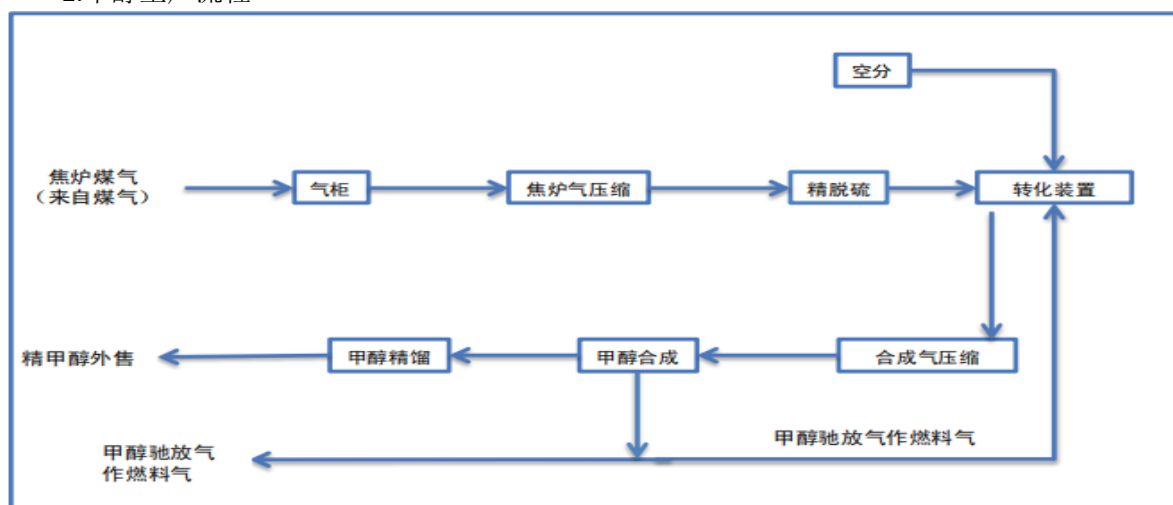 空分
焦炉煤气
（来自煤气）
气柜
焦炉气压缩
精脱硫
转化装置
精甲醇外售
甲醇精馏
甲醇合成
合成气压缩
甲醇驰放气作燃料气
甲醇驰放气
作燃料气